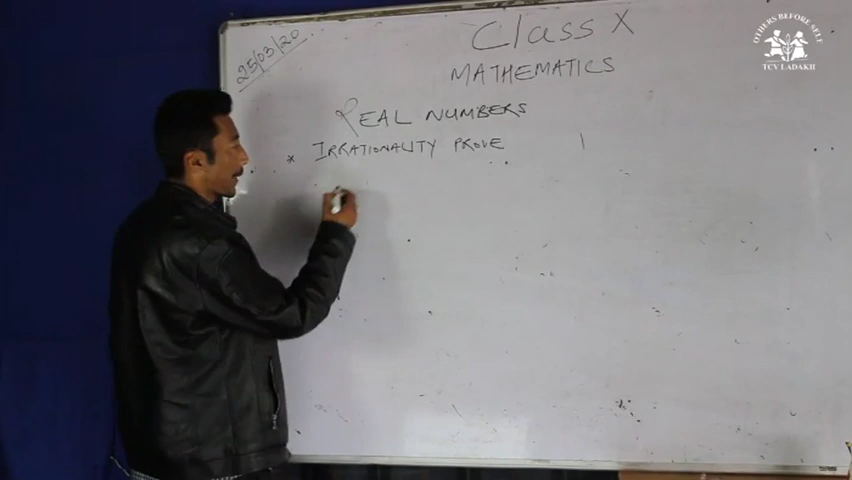 25/03/20
Class X
MATHEMATICS
REAL NUMBERS
* IRRATIONALITY PROVE
OTHERS BEFORE SELF
TCV LADAKH